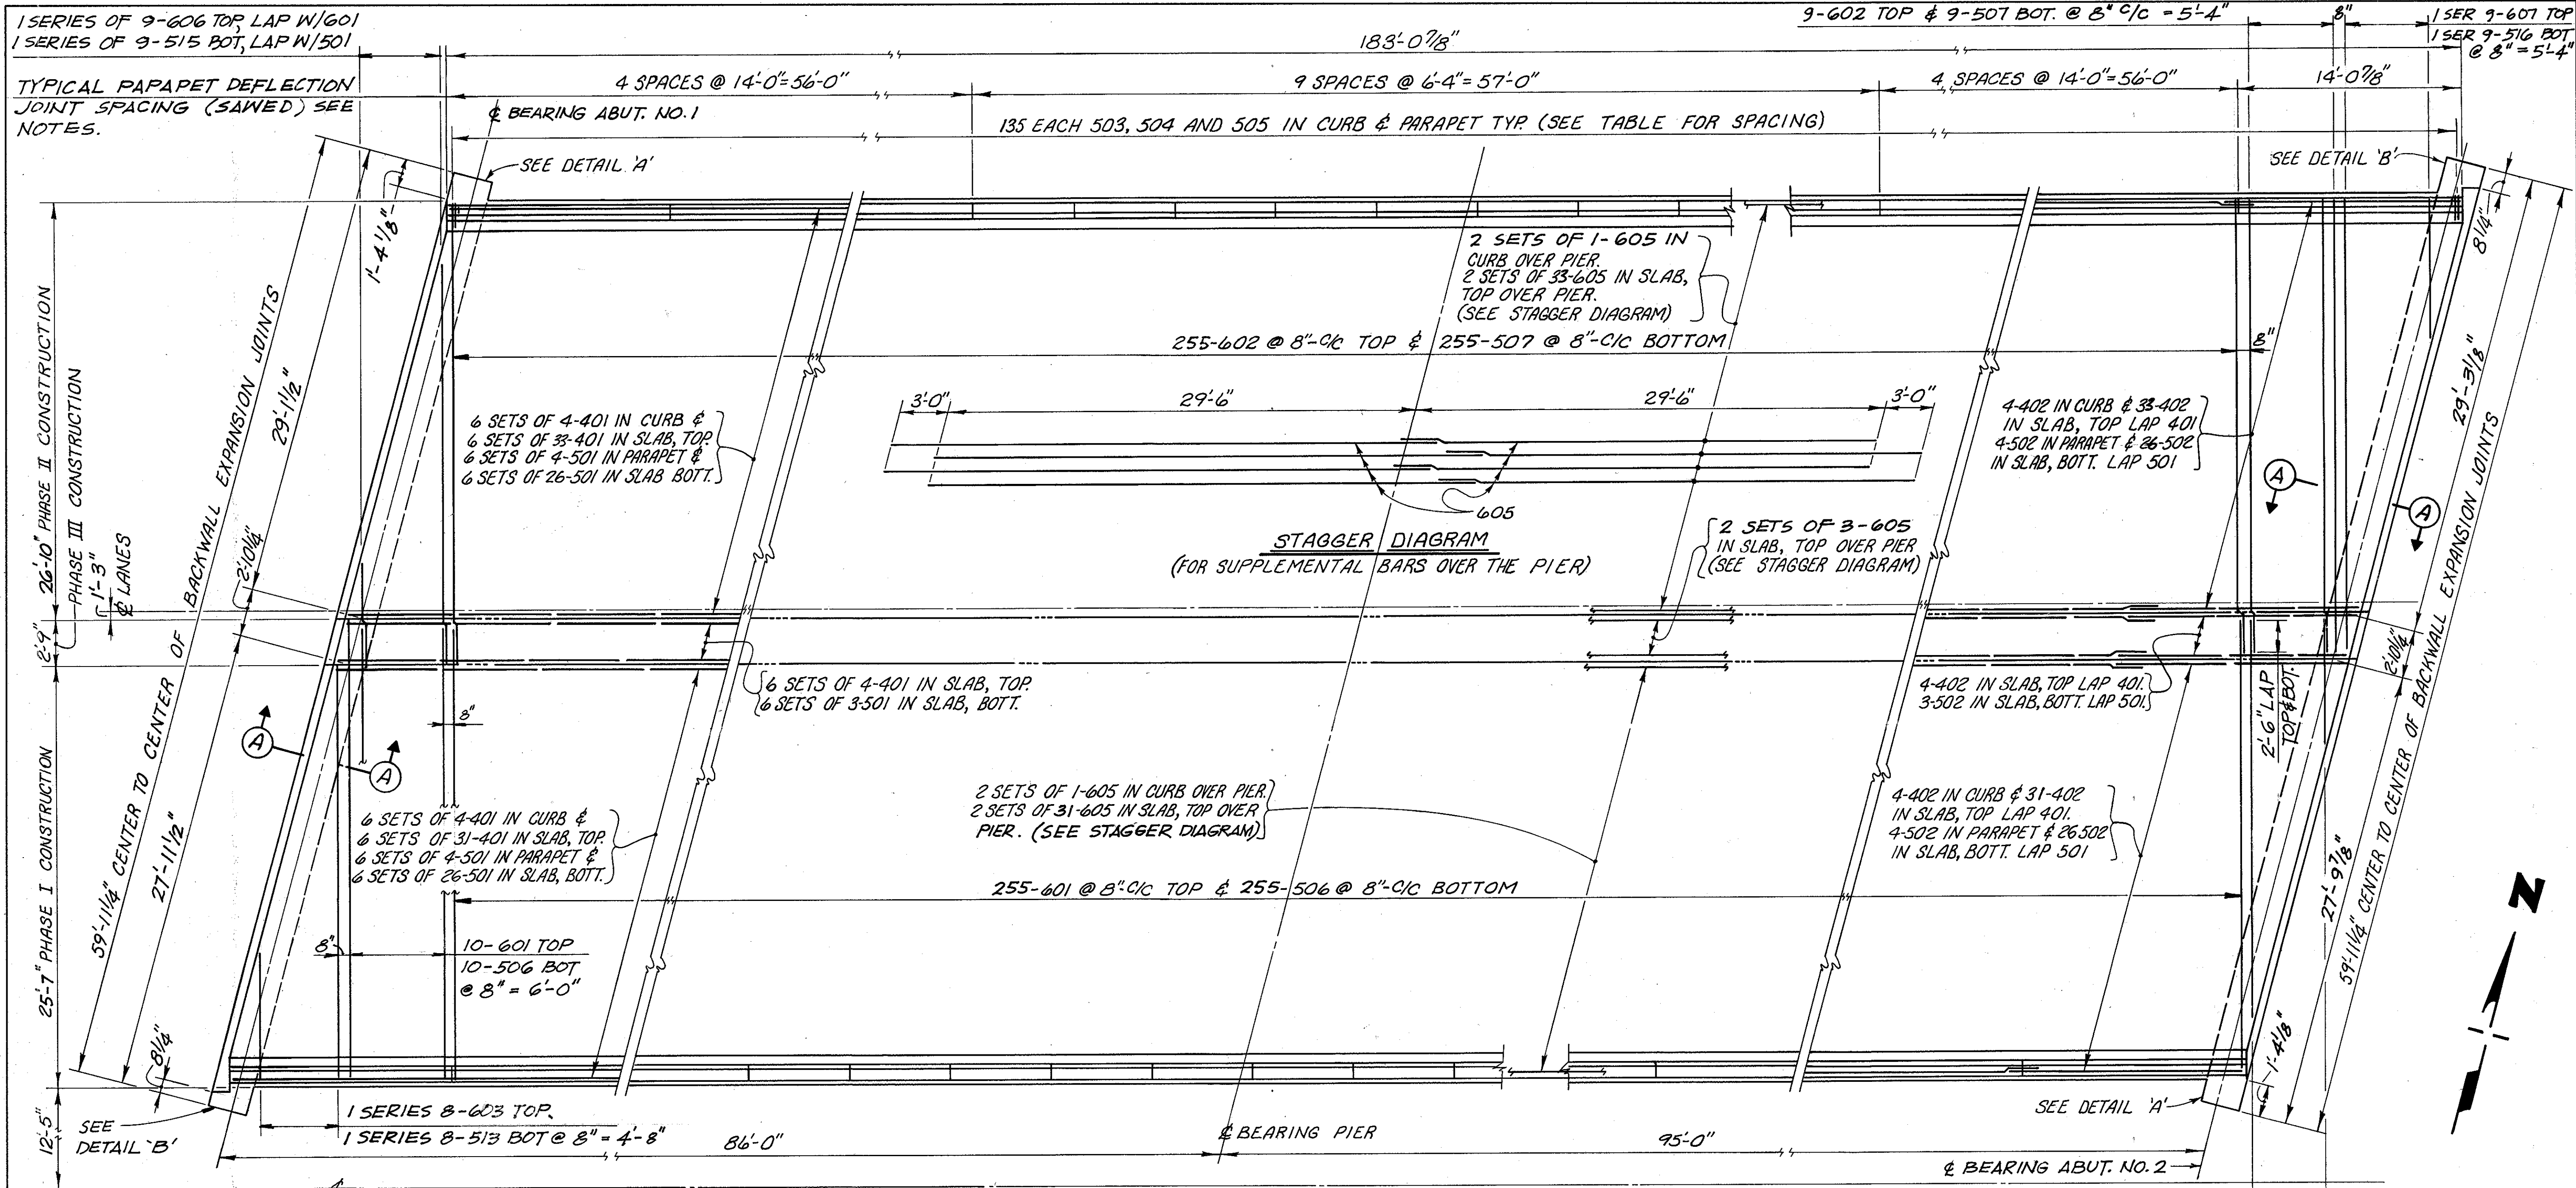 1 SERIES OF 9-606 TOP, LAP W/601
1 SERIES OF 9-515 BOT, LAP W/501
9-602 TOP & 9-507 BOT. @ 8" C/C = 5'-4"
8"
1 SER 9-607 TOP
1 SER 9-516 BOT
@ 8" = 5'-4"
183'-0 7/8"
TYPICAL PAPAPET DEFLECTION
JOINT SPACING (SAWED) SEE
NOTES.
4 SPACES @ 14'-0"=56'-0"
9 SPACES @ 6'-4"= 57'-0"
4 SPACES @ 14'-0"=56'-0"
14'-0 7/8"
℄ BEARING ABUT. NO. 1
135 EACH 503, 504 AND 505 IN CURB & PARAPET TYP. (SEE TABLE FOR SPACING)
SEE DETAIL 'A'
SEE DETAIL 'B'
1'-4 1/8"
8 1/4"
2 SETS OF 1-605 IN
CURB OVER PIER.
2 SETS OF 33-605 IN SLAB,
TOP OVER PIER.
(SEE STAGGER DIAGRAM)
255-602 @ 8"-C/C TOP & 255-507 @ 8"-C/C BOTTOM
8"
26'-10" PHASE II CONSTRUCTION
PHASE III CONSTRUCTION
1'-3"
℄ LANES
2'-9"
25'-7" PHASE I CONSTRUCTION
12'-5"
59'-11 1/4" CENTER TO CENTER OF BACKWALL EXPANSION JOINTS
29'-1 1/2"
2'-10 1/4"
27'-11 1/2"
8 1/4"
6 SETS OF 4-401 IN CURB &
6 SETS OF 33-401 IN SLAB, TOP.
6 SETS OF 4-501 IN PARAPET &
6 SETS OF 26-501 IN SLAB BOTT.
3'-0"
29'-6"
29'-6"
3'-0"
605
STAGGER DIAGRAM
(FOR SUPPLEMENTAL BARS OVER THE PIER)
4-402 IN CURB & 33-402
IN SLAB, TOP LAP 401
4-502 IN PARAPET & 26-502
IN SLAB, BOTT. LAP 501
A
A
2 SETS OF 3-605
IN SLAB, TOP OVER PIER
(SEE STAGGER DIAGRAM)
29'-3 1/8"
2'-10 1/4"
27'-9 7/8"
59'-11 1/4" CENTER TO CENTER OF BACKWALL EXPANSION JOINTS
6 SETS OF 4-401 IN SLAB, TOP.
6 SETS OF 3-501 IN SLAB, BOTT.
8"
4-402 IN SLAB, TOP LAP 401.
3-502 IN SLAB, BOTT. LAP 501.
2'-6" LAP
TOP & BOT.
A
A
6 SETS OF 4-401 IN CURB &
6 SETS OF 31-401 IN SLAB, TOP.
6 SETS OF 4-501 IN PARAPET &
6 SETS OF 26-501 IN SLAB, BOTT.
2 SETS OF 1-605 IN CURB OVER PIER.
2 SETS OF 31-605 IN SLAB, TOP OVER
PIER. (SEE STAGGER DIAGRAM)
4-402 IN CURB & 31-402
IN SLAB, TOP LAP 401.
4-502 IN PARAPET & 26502
IN SLAB, BOTT. LAP 501
255-601 @ 8"-C/C TOP & 255-506 @ 8"-C/C BOTTOM
8"
10-601 TOP
10-506 BOT
@ 8" = 6'-0"
N
1'-4 1/8"
SEE
DETAIL 'B'
1 SERIES 8-603 TOP.
1 SERIES 8-513 BOT @ 8" = 4'-8"
SEE DETAIL 'A'
86'-0"
℄ BEARING PIER
95'-0"
℄ BEARING ABUT. NO. 2